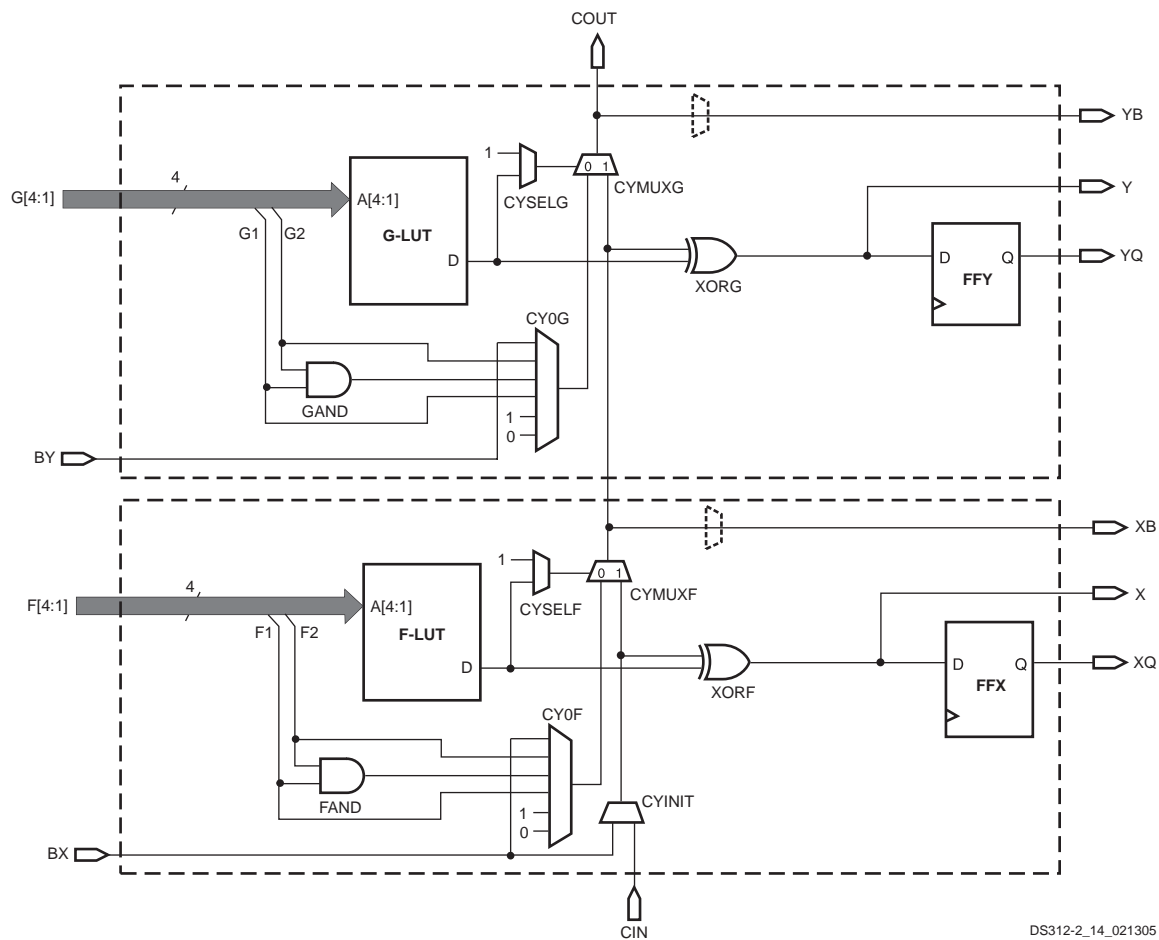 COUT
YB
4
1
0 1
G[4:1]
A[4:1]
CYSELG
CYMUXG
Y
G1
G2
G-LUT
D
XORG
D
Q
YQ
FFY
CY0G
GAND
1
0
BY
XB
1
0 1
4
CYSELF
CYMUXF
X
F[4:1]
A[4:1]
F1
F2
F-LUT
D
XORF
D
Q
XQ
FFX
CY0F
FAND
CYINIT
1
0
BX
CIN
DS312-2_14_021305